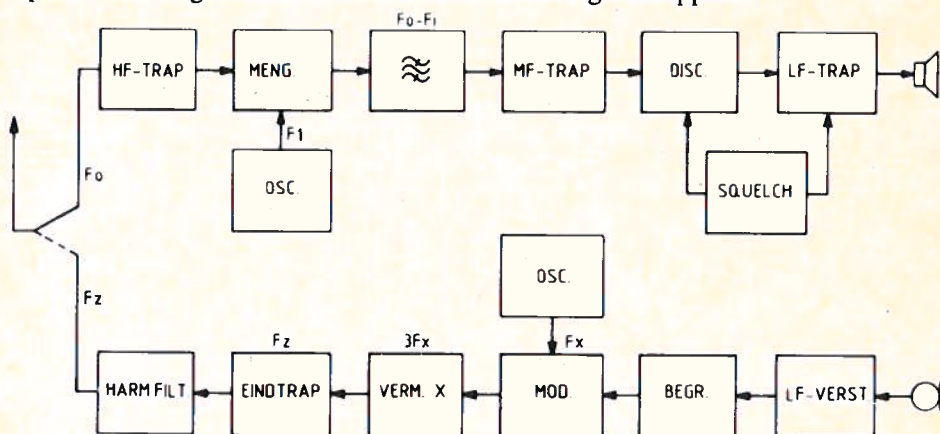 Fo-F1
HF-TRAP
MENG.
MF-TRAP
DISC.
LF-TRAP
F1
Fo
OSC.
SQUELCH
OSC.
Fz
Fz
3Fx
Fx
HARM FILT
EINDTRAP
VERM. X
MOD.
BEGR.
LF-VERST